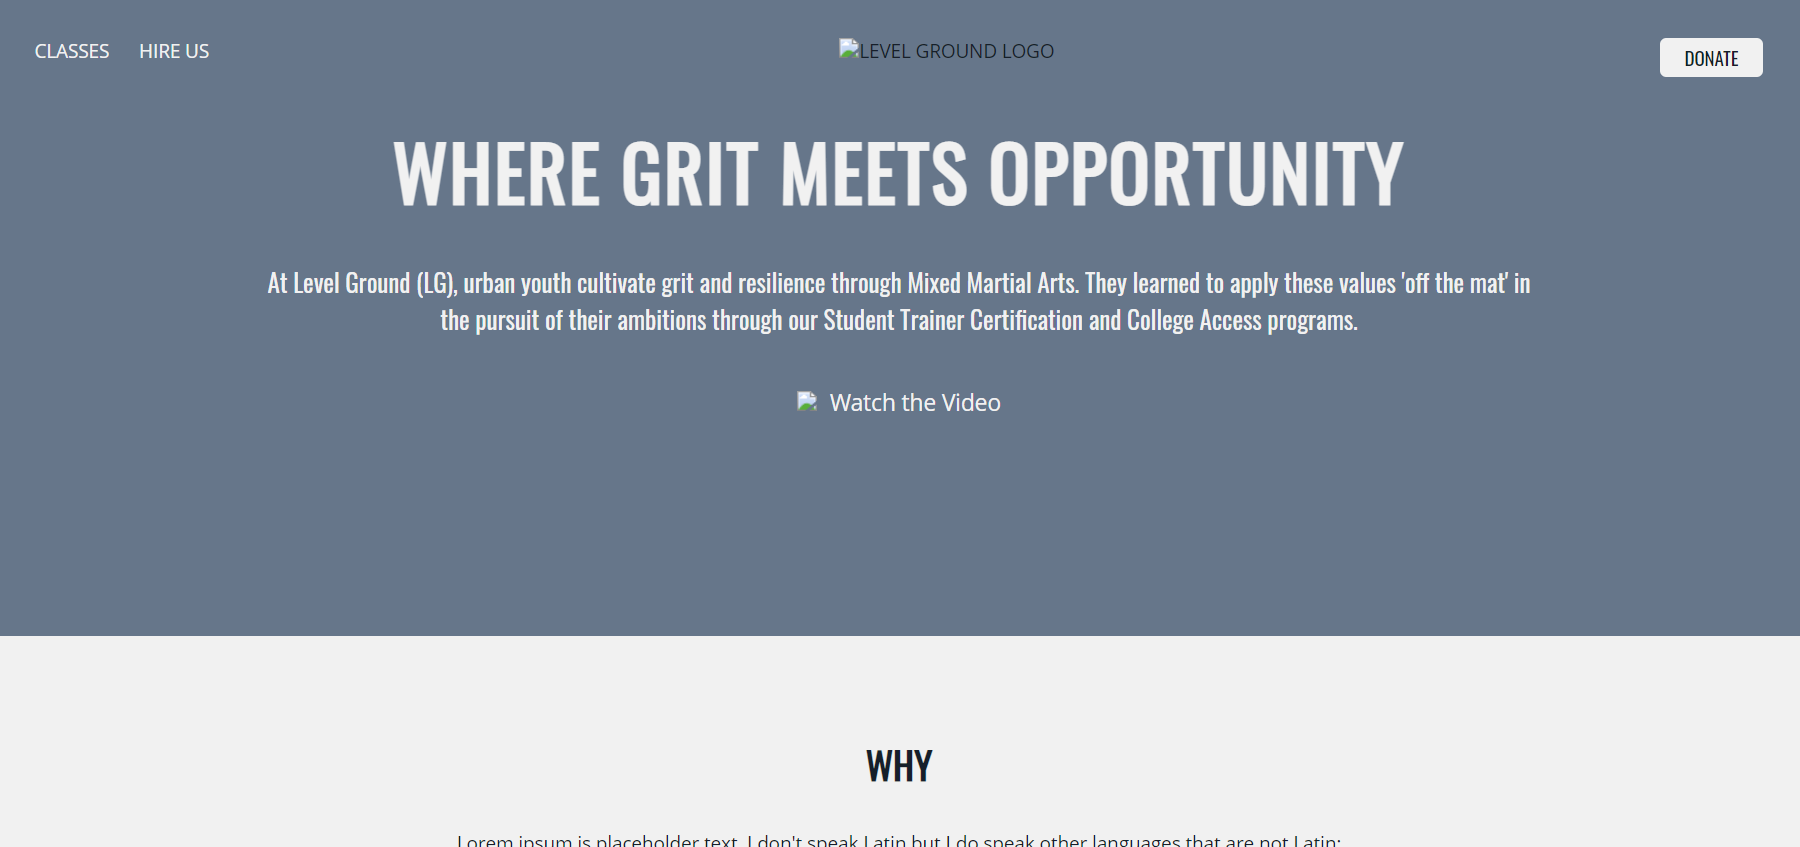 CLASSES HIRE US LEVEL GROUND LOGO DONATE
WHERE GRIT MEETS OPPORTUNITY
At Level Ground (LG), urban youth cultivate grit and resilience through Mixed Martial Arts. They learned to apply these values 'off the mat' in
the pursuit of their ambitions through our Student Trainer Certification and College Access programs.
Watch the Video
WHY
Lorem ipsum is placeholder text. I don't speak Latin but I do speak other languages that are not Latin: